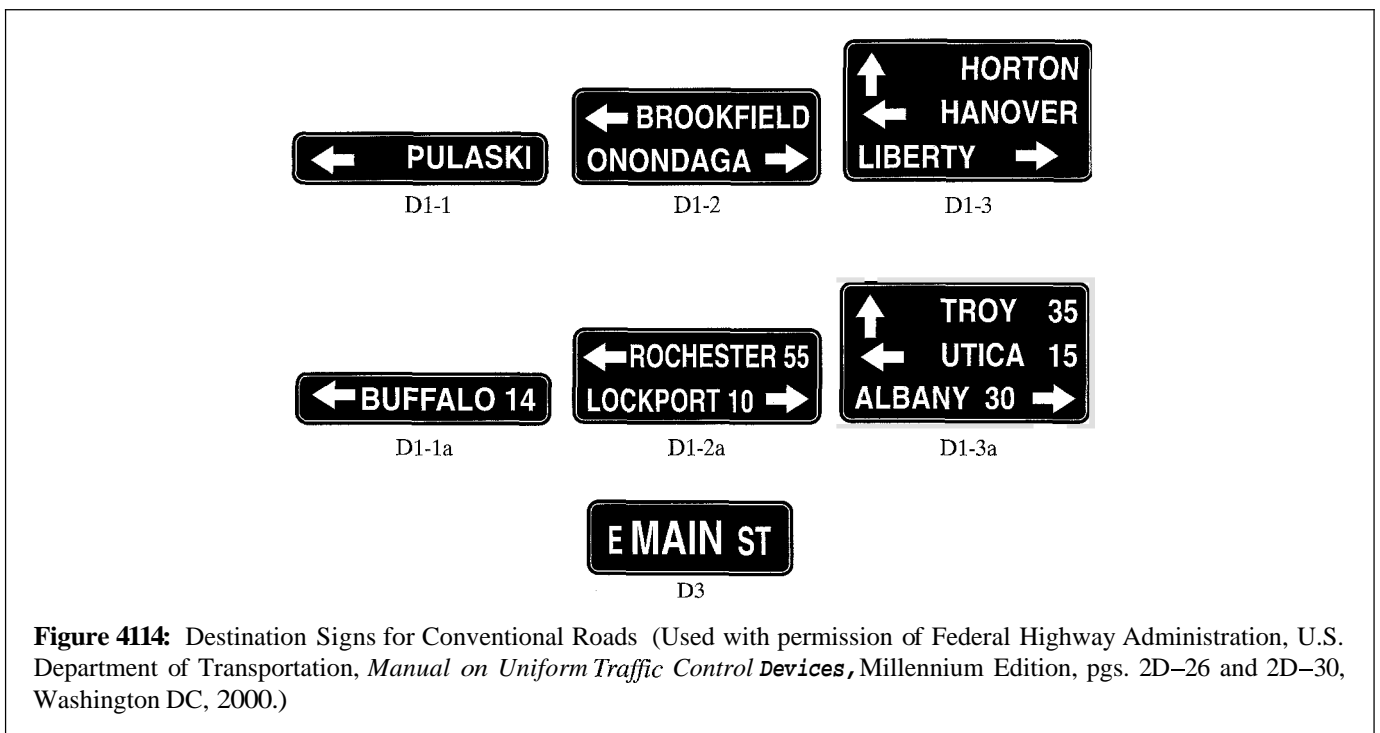 PULASKI
D1-1
BROOKFIELD
ONONDAGA
D1-2
HORTON
HANOVER
LIBERTY
D1-3
BUFFALO 14
D1-1a
ROCHESTER 55
LOCKPORT 10
D1-2a
TROY 35
UTICA 15
ALBANY 30
D1-3a
E MAIN ST
D3
Figure 4114: Destination Signs for Conventional Roads (Used with permission of Federal Highway Administration, U.S.
Department of Transportation, Manual on Uniform Traffic Control Devices, Millennium Edition, pgs. 2D–26 and 2D–30,
Washington DC, 2000.)